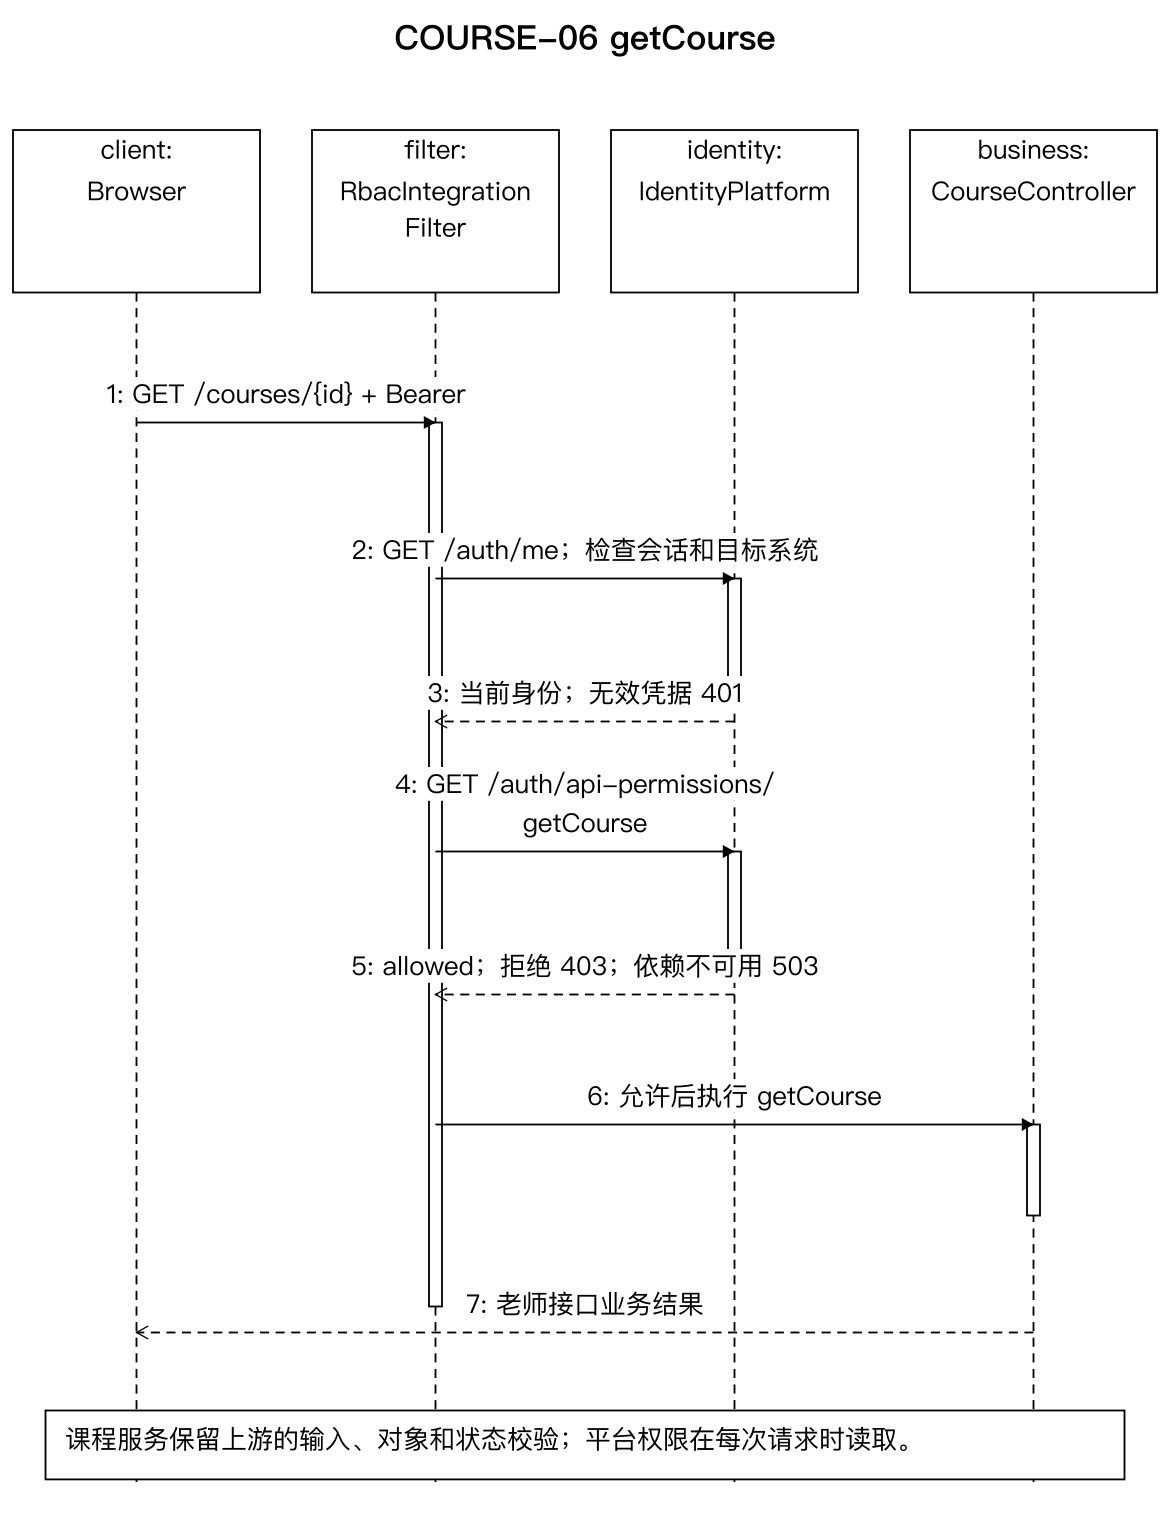 COURSE-06 getCourse
client:
Browser
filter:
RbacIntegration
Filter
identity:
IdentityPlatform
business:
CourseController
1: GET /courses/{id} + Bearer
2: GET /auth/me；检查会话和目标系统
3: 当前身份；无效凭据 401
4: GET /auth/api-permissions/
getCourse
5: allowed；拒绝 403；依赖不可用 503
6: 允许后执行 getCourse
7: 老师接口业务结果
课程服务保留上游的输入、对象和状态校验；平台权限在每次请求时读取。